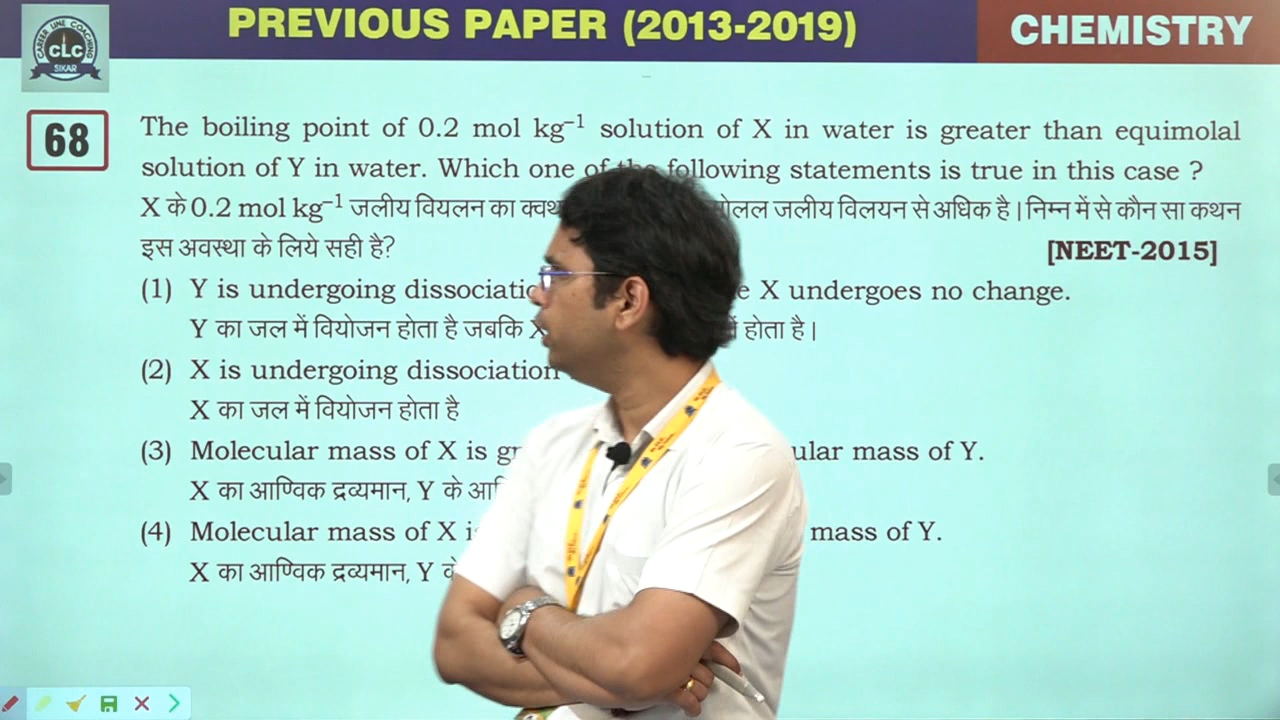 PREVIOUS PAPER (2013-2019)
CHEMISTRY
CAREER LINE COACHING
CLC
SIKAR
68
The boiling point of 0.2 mol kg⁻¹ solution of X in water is greater than equimolal
solution of Y in water. Which one of the following statements is true in this case ?
X के 0.2 mol kg⁻¹ जलीय वियलन का जलीय विलयन से अधिक है। निम्न में से कौन सा कथन
इस अवस्था के लिये सही है?
[NEET-2015]
(1) Y is undergoing X undergoes no change.
Y का जल में वियोजन होता है जबकि होता है।
(2) X is undergoing dissociation
X का जल में वियोजन होता है
(3) Molecular mass of X is mass of Y.
X का आण्विक द्रव्यमान, Y के
(4) Molecular mass of X mass of Y.
X का आण्विक द्रव्यमान, Y